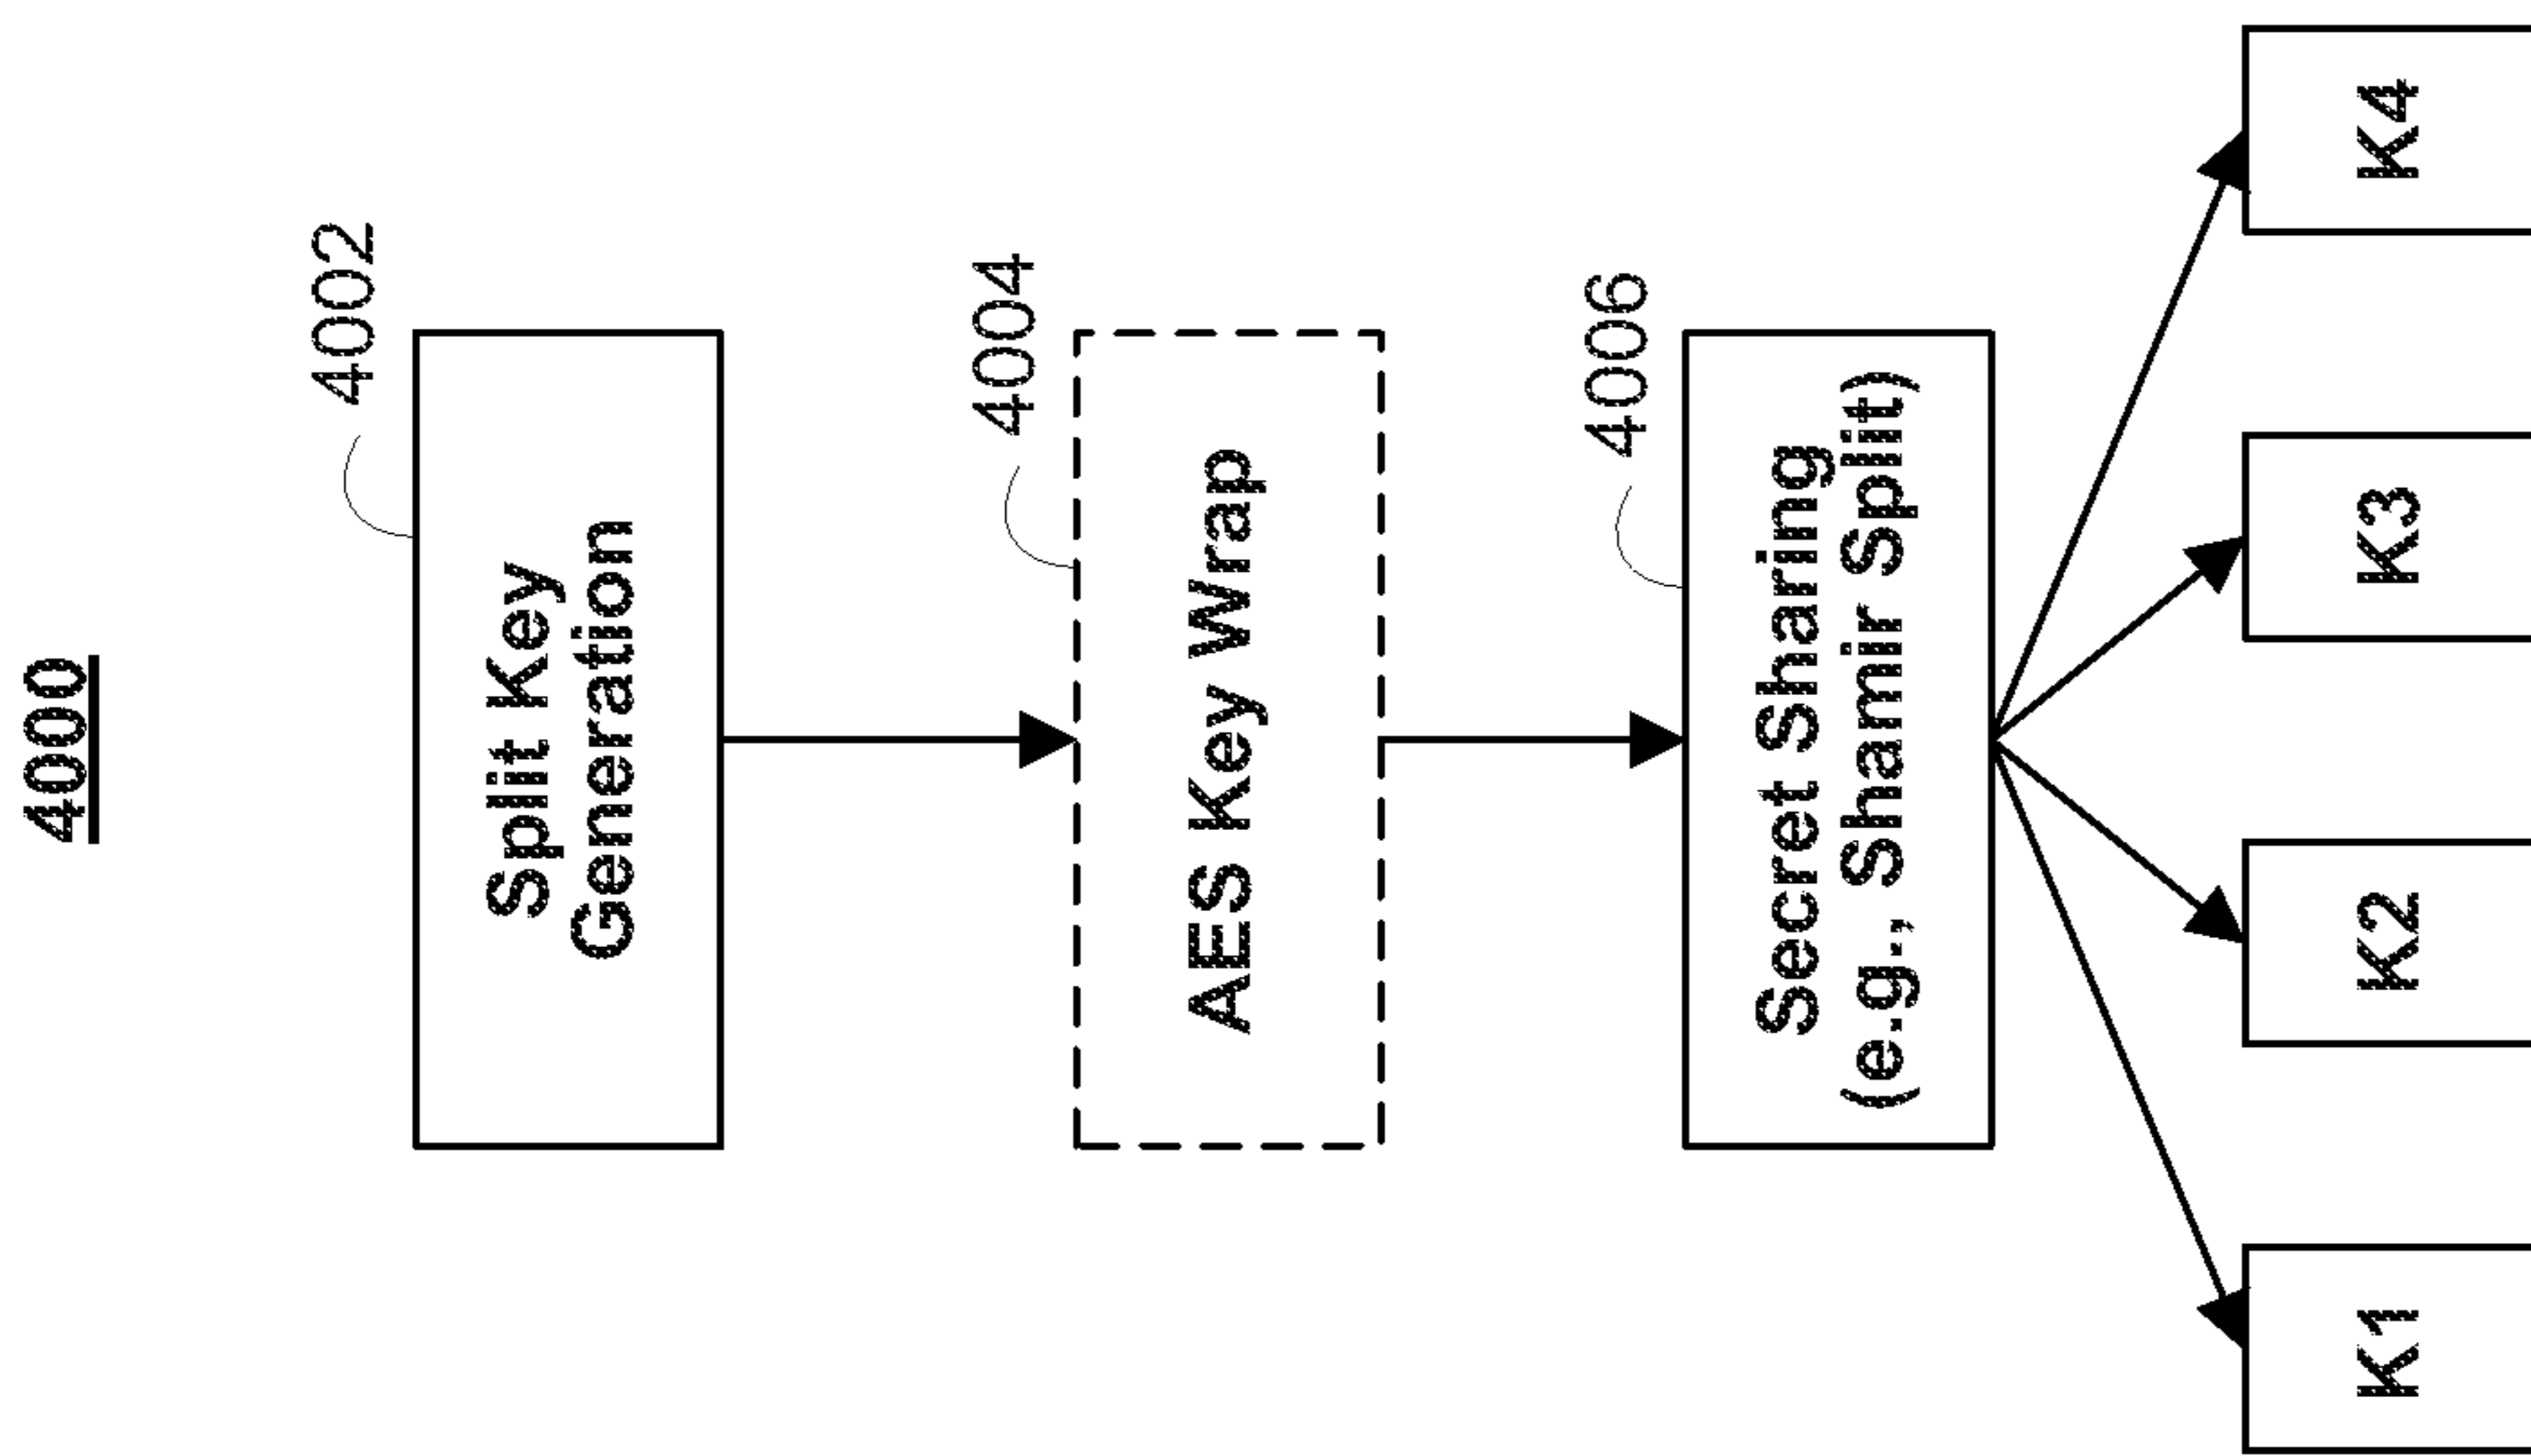 4000
4002
Split Key
Generation
4004
AES Key Wrap
4006
Secret Sharing
(e.g., Shamir Split)
K1
K2
K3
K4